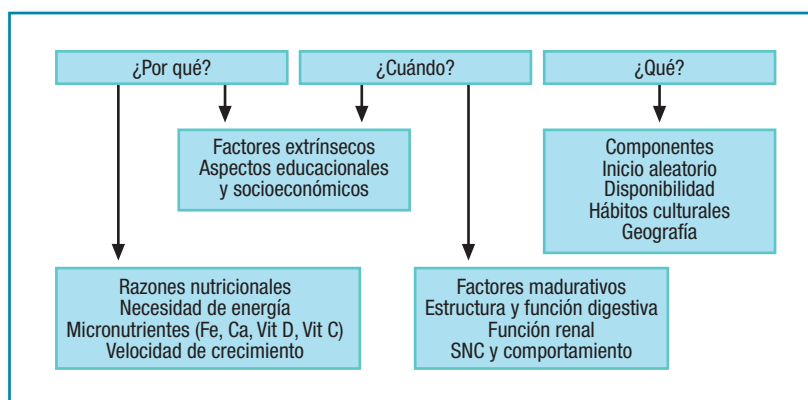 ¿Por qué?
¿Cuándo?
¿Qué?
Factores extrínsecos
Aspectos educacionales
y socioeconómicos
Componentes
Inicio aleatorio
Disponibilidad
Hábitos culturales
Geografía
Razones nutricionales
Necesidad de energía
Micronutrientes (Fe, Ca, Vit D, Vit C)
Velocidad de crecimiento
Factores madurativos
Estructura y función digestiva
Función renal
SNC y comportamiento